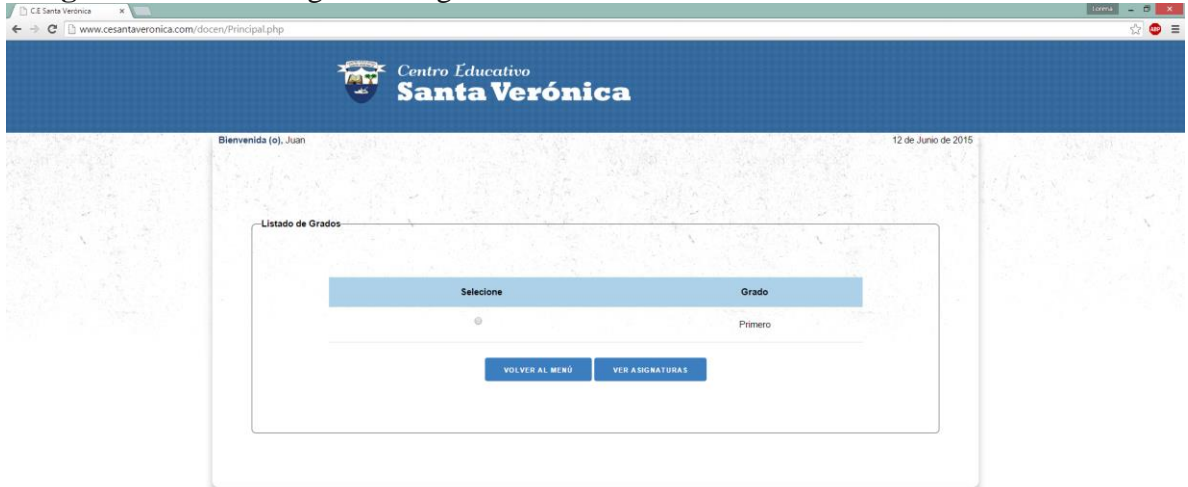 C.E Santa Verónica
www.cesantaveronica.com/docen/Principal.php
Centro Educativo
Santa Verónica
Bienvenida (o), Juan
12 de Junio de 2015
Listado de Grados
Selecione Grado
Primero
VOLVER AL MENÚ VER ASIGNATURAS